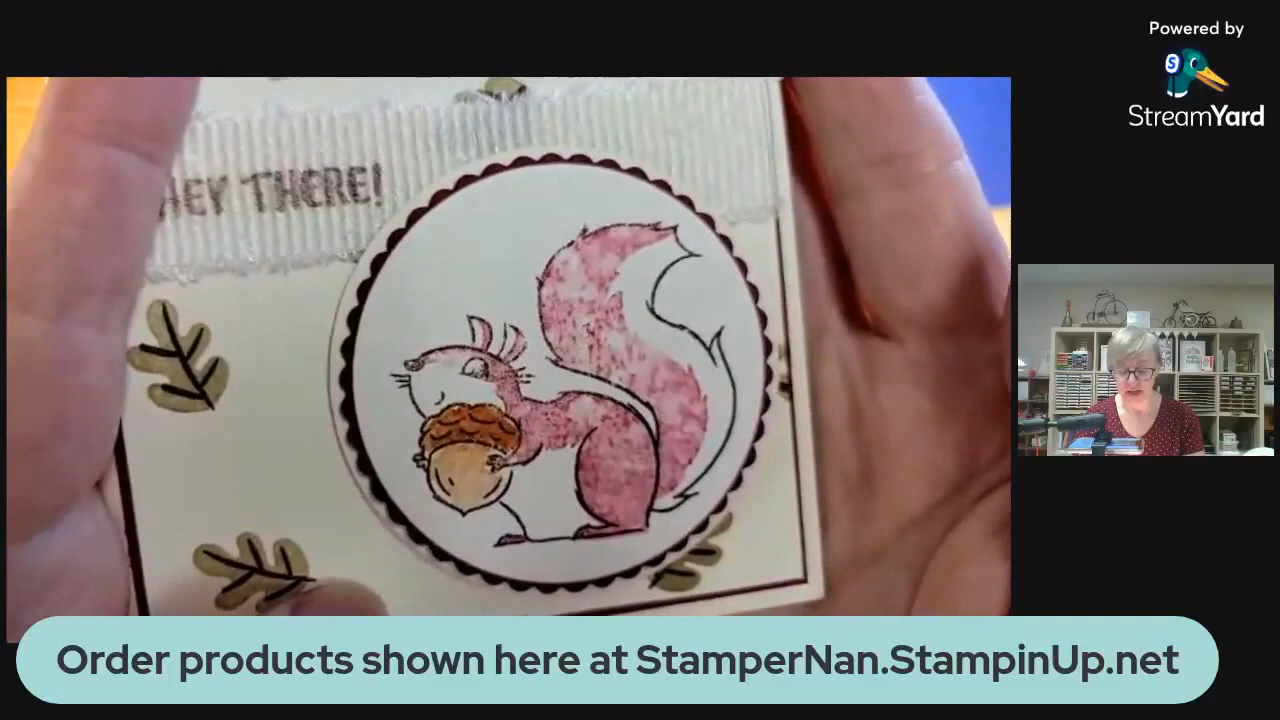 Powered by
StreamYard
HEY THERE!
Order products shown here at StamperNan.StampinUp.net